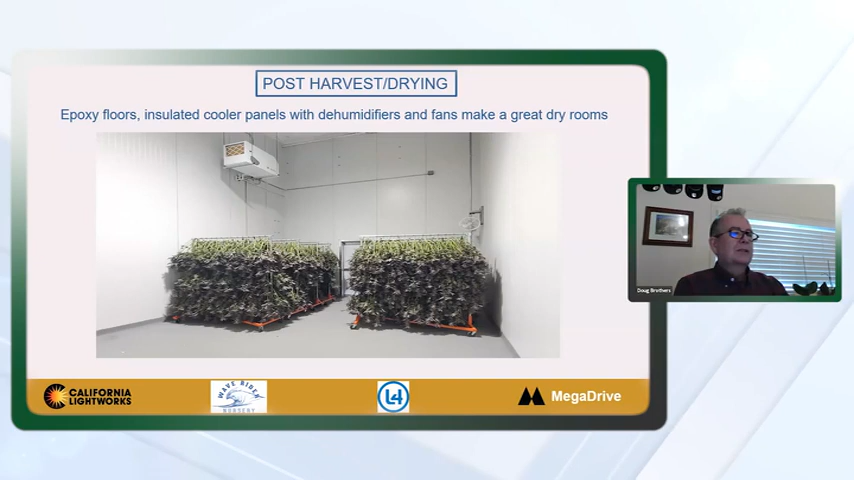 POST HARVEST/DRYING
Epoxy floors, insulated cooler panels with dehumidifiers and fans make a great dry rooms
Doug Brothers
CALIFORNIA
LIGHTWORKS
WAVE RIDER
NURSERY
L4
MegaDrive